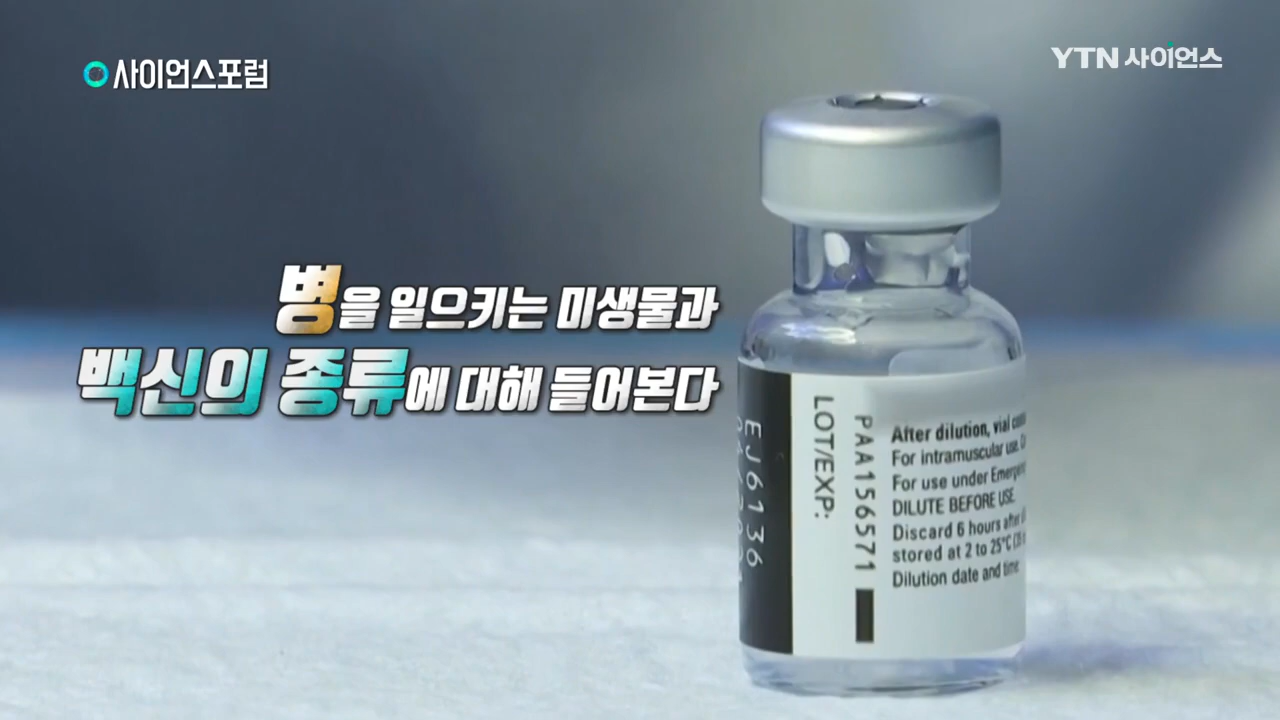 사이언스포럼
YTN 사이언스
병을 일으키는 미생물과
백신의 종류에 대해 들어본다
EJ6136
LOT/EXP:
PAA156571
After dilution, vial
For intramuscular use.
For use under
DILUTE BEFORE USE.
Discard 6 hours after
stored at 2 to 25°C
Dilution date and time